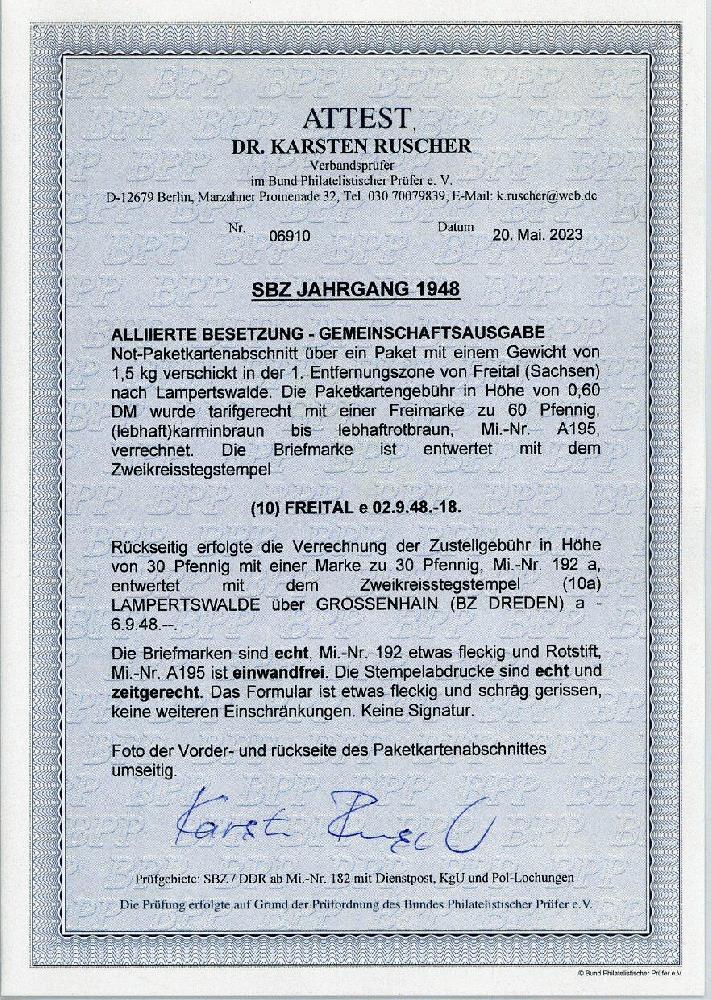 ATTEST
DR. KARSTEN RUSCHER
Verbandsprüfer
im Bund Philatelistischer Prüfer e. V.
D-12679 Berlin, Marzahner Promenade 32, Tel. 030 70079839, E-Mail: k.ruscher@web.de
Nr. 06910 Datum 20. Mai. 2023
SBZ JAHRGANG 1948
ALLIIERTE BESETZUNG - GEMEINSCHAFTSAUSGABE
Not-Paketkartenabschnitt über ein Paket mit einem Gewicht von
1,5 kg verschickt in der 1. Entfernungszone von Freital (Sachsen)
nach Lampertswalde. Die Paketkartengebühr in Höhe von 0,60
DM wurde tarifgerecht mit einer Freimarke zu 60 Pfennig,
(lebhaft)karminbraun bis lebhaftrotbraun, Mi.-Nr. A195,
verrechnet. Die Briefmarke ist entwertet mit dem
Zweikreisstegstempel
(10) FREITAL e 02.9.48.-18.
Rückseitig erfolgte die Verrechnung der Zustellgebühr in Höhe
von 30 Pfennig mit einer Marke zu 30 Pfennig, Mi.-Nr. 192 a,
entwertet mit dem Zweikreisstegstempel (10a)
LAMPERTSWALDE über GROSSENHAIN (BZ DREDEN) a -
6.9.48.--.
Die Briefmarken sind echt, Mi.-Nr. 192 etwas fleckig und Rotstift,
Mi.-Nr. A195 ist einwandfrei. Die Stempelabdrucke sind echt und
zeitgerecht. Das Formular ist etwas fleckig und schräg gerissen,
keine weiteren Einschränkungen. Keine Signatur.
Foto der Vorder- und rückseite des Paketkartenabschnittes
umseitig.
Prüfgebiete: SBZ / DDR ab Mi.-Nr. 182 mit Dienstpost, KgU und Pol-Lochungen
Die Prüfung erfolgte auf Grund der Prüfordnung des Bundes Philatelistischer Prüfer e. V.
© Bund Philatelistischer Prüfer e.V.